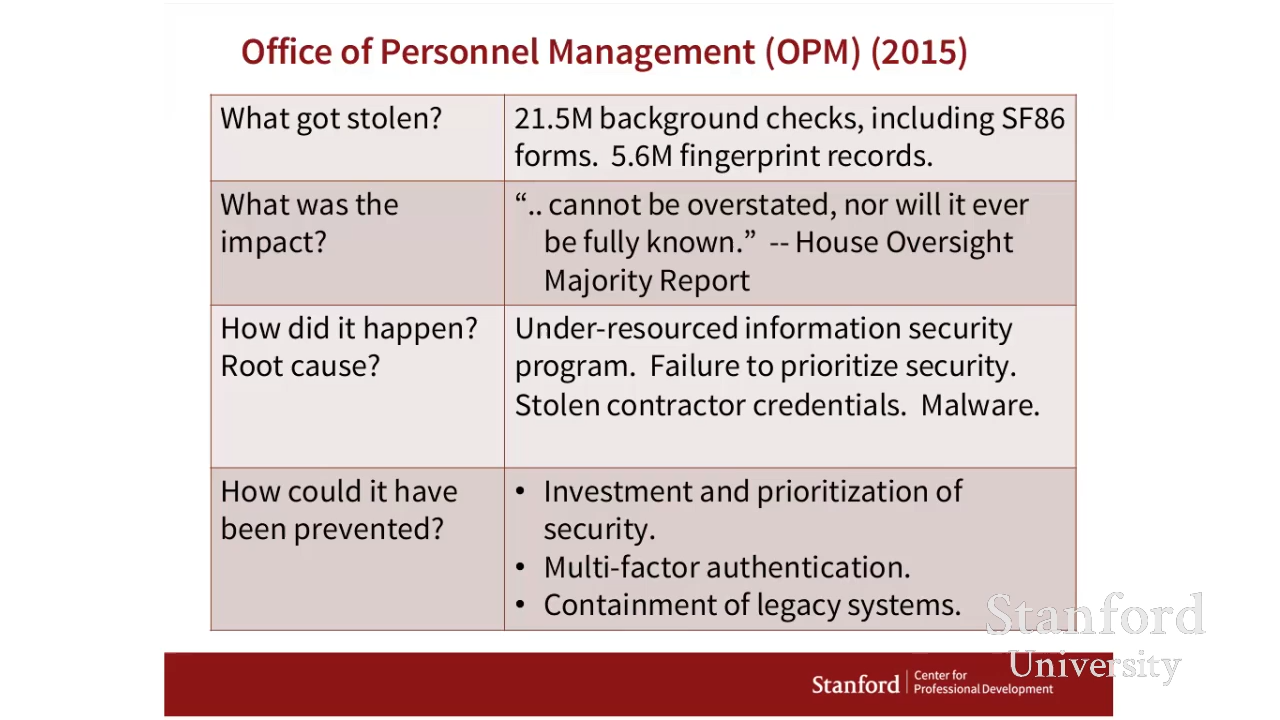 Office of Personnel Management (OPM) (2015)
What got stolen?
21.5M background checks, including SF86
forms.  5.6M fingerprint records.
What was the
impact?
“.. cannot be overstated, nor will it ever
be fully known.”  -- House Oversight
Majority Report
How did it happen?
Root cause?
Under-resourced information security
program.  Failure to prioritize security.
Stolen contractor credentials.  Malware.
How could it have
been prevented?
• Investment and prioritization of
security.
• Multi-factor authentication.
• Containment of legacy systems.
Stanford
University
Stanford
Center for
Professional Development